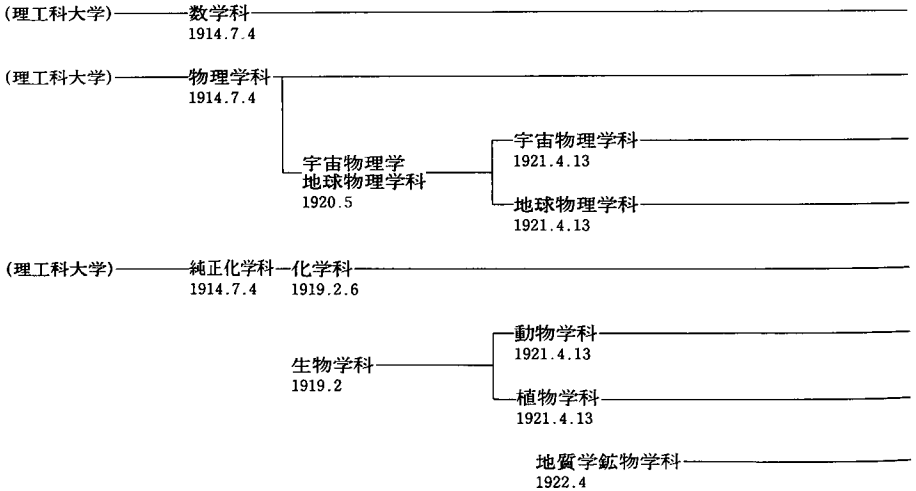 (理工科大学) 数学科
1914.7.4
(理工科大学) 物理学科
1914.7.4
宇宙物理学科
1921.4.13
宇宙物理学
地球物理学科
1920.5
地球物理学科
1921.4.13
(理工科大学) 純正化学科 化学科
1914.7.4 1919.2.6
動物学科
1921.4.13
生物学科
1919.2
植物学科
1921.4.13
地質学鉱物学科
1922.4